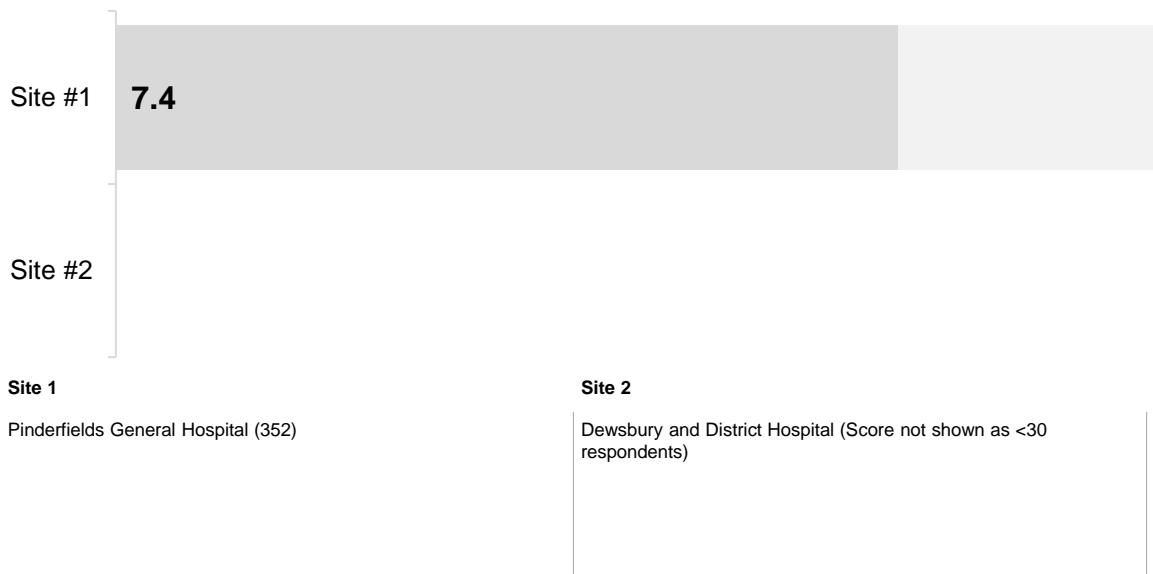 Site #1
7.4
Site #2
Site 1
Site 2
Pinderfields General Hospital (352)
Dewsbury and District Hospital (Score not shown as <30
respondents)